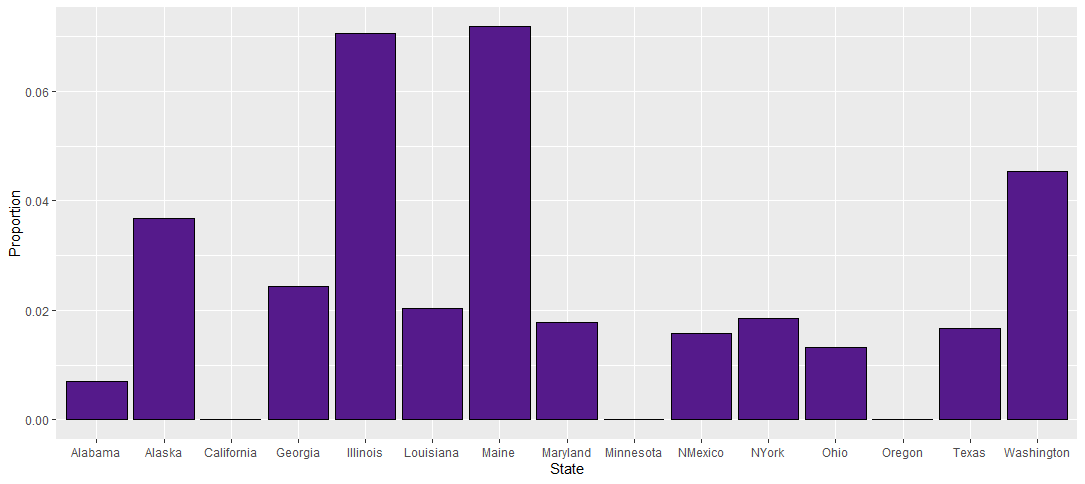 0.06
0.04
0.02
0.00
Proportion
Alabama Alaska California Georgia Illinois Louisiana Maine Maryland Minnesota NMexico NYork Ohio Oregon Texas Washington
State